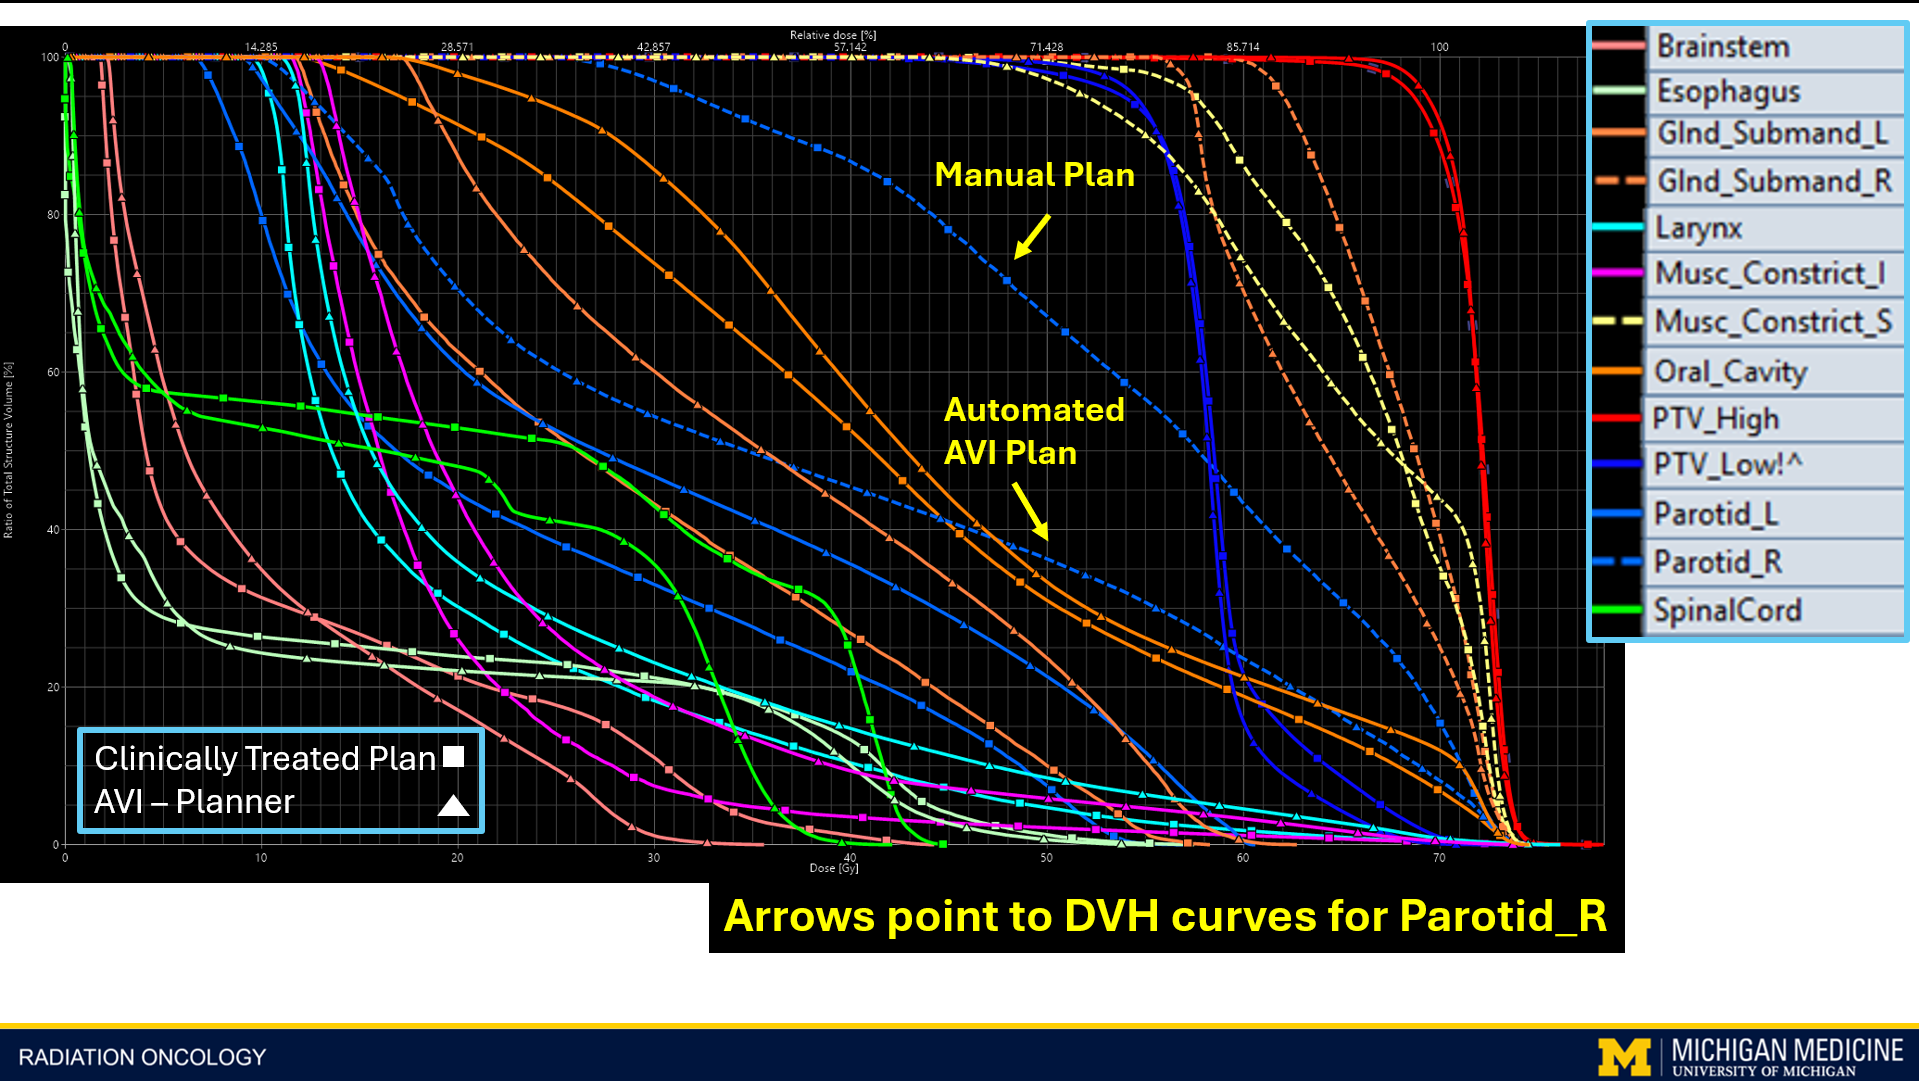 Relative dose [%]
0 14.285 28.571 42.857 57.142 71.428 85.714 100
100
80
60
40
20
0
Ratio of Total Structure Volume [%]
0 10 20 30 40 50 60 70
Dose [Gy]
Manual Plan
Automated
AVI Plan
Clinically Treated Plan
AVI – Planner
Brainstem
Esophagus
Glnd_Submand_L
Glnd_Submand_R
Larynx
Musc_Constrict_I
Musc_Constrict_S
Oral_Cavity
PTV_High
PTV_Low!^
Parotid_L
Parotid_R
SpinalCord
Arrows point to DVH curves for Parotid_R
RADIATION ONCOLOGY
M
MICHIGAN MEDICINE
UNIVERSITY OF MICHIGAN